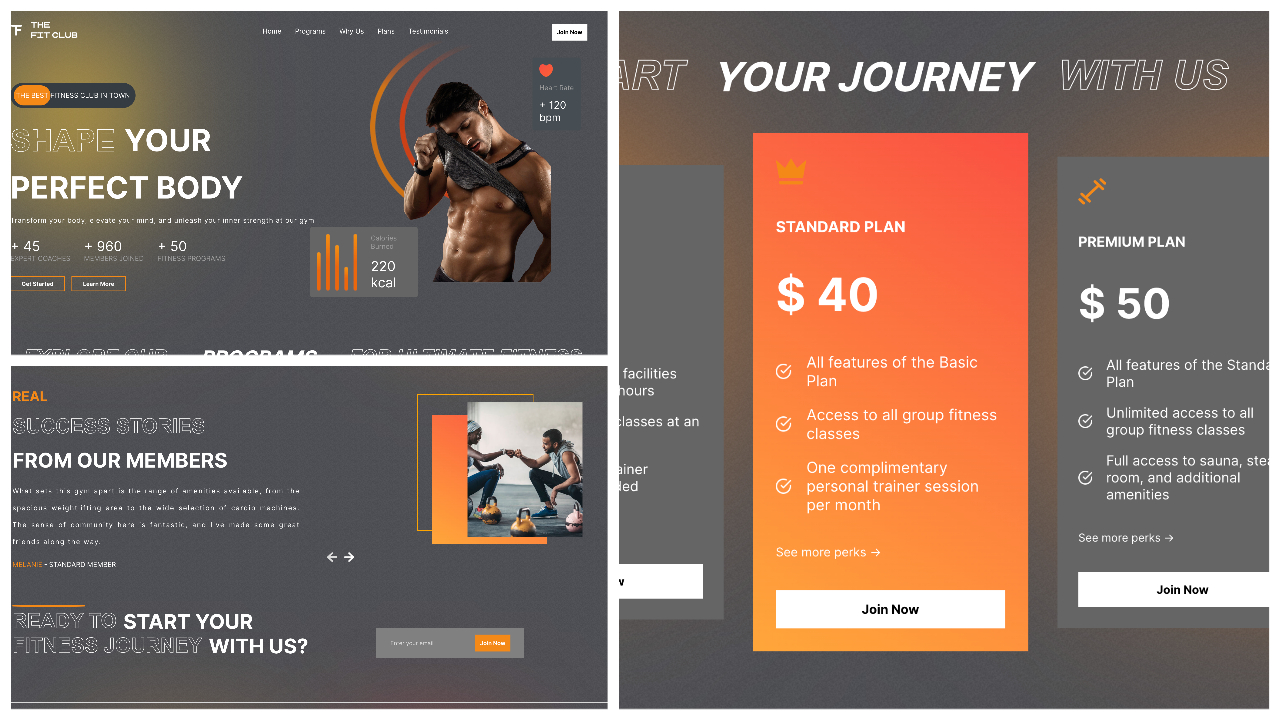 THE
FIT CLUB
Home Programs Why Us Plans Testimonials
Join Now
THE BEST FITNESS CLUB IN TOWN
SHAPE YOUR
PERFECT BODY
Transform your body, elevate your mind, and unleash your inner strength at our gym
+ 45 + 960 + 50
EXPERT COACHES MEMBERS JOINED FITNESS PROGRAMS
Get Started Learn More
Heart Rate
+ 120
bpm
Calories
Burned
220
kcal
EXPLORE OUR PROGRAMS FOR ULTIMATE FITNESS
REAL
SUCCESS STORIES
FROM OUR MEMBERS
What sets this gym apart is the range of amenities available, from the
spacious weightlifting area to the wide selection of cardio machines.
The sense of community here is fantastic, and I've made some great
friends along the way.
MELANIE - STANDARD MEMBER
READY TO START YOUR
FITNESS JOURNEY WITH US?
Enter your email
Join Now
ART YOUR JOURNEY WITH US
facilities
hours
classes at an
ainer
ded
w
STANDARD PLAN
$ 40
All features of the Basic
Plan
Access to all group fitness
classes
One complimentary
personal trainer session
per month
See more perks →
Join Now
PREMIUM PLAN
$ 50
All features of the Standa
Plan
Unlimited access to all
group fitness classes
Full access to sauna, stea
room, and additional
amenities
See more perks →
Join Now